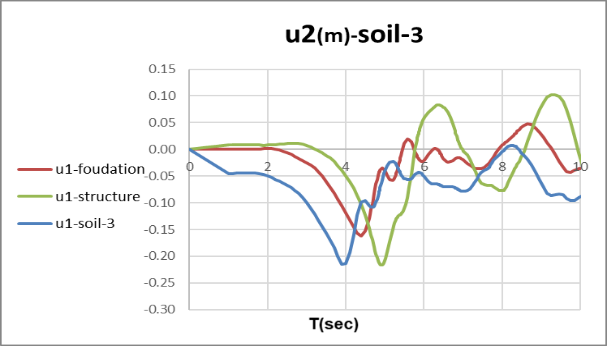 u2(m)-soil-3
0.15
0.10
0.05
0.00
-0.05
-0.10
-0.15
-0.20
-0.25
-0.30
0 2 4 6 8 10
u1-foudation
u1-structure
u1-soil-3
T(sec)